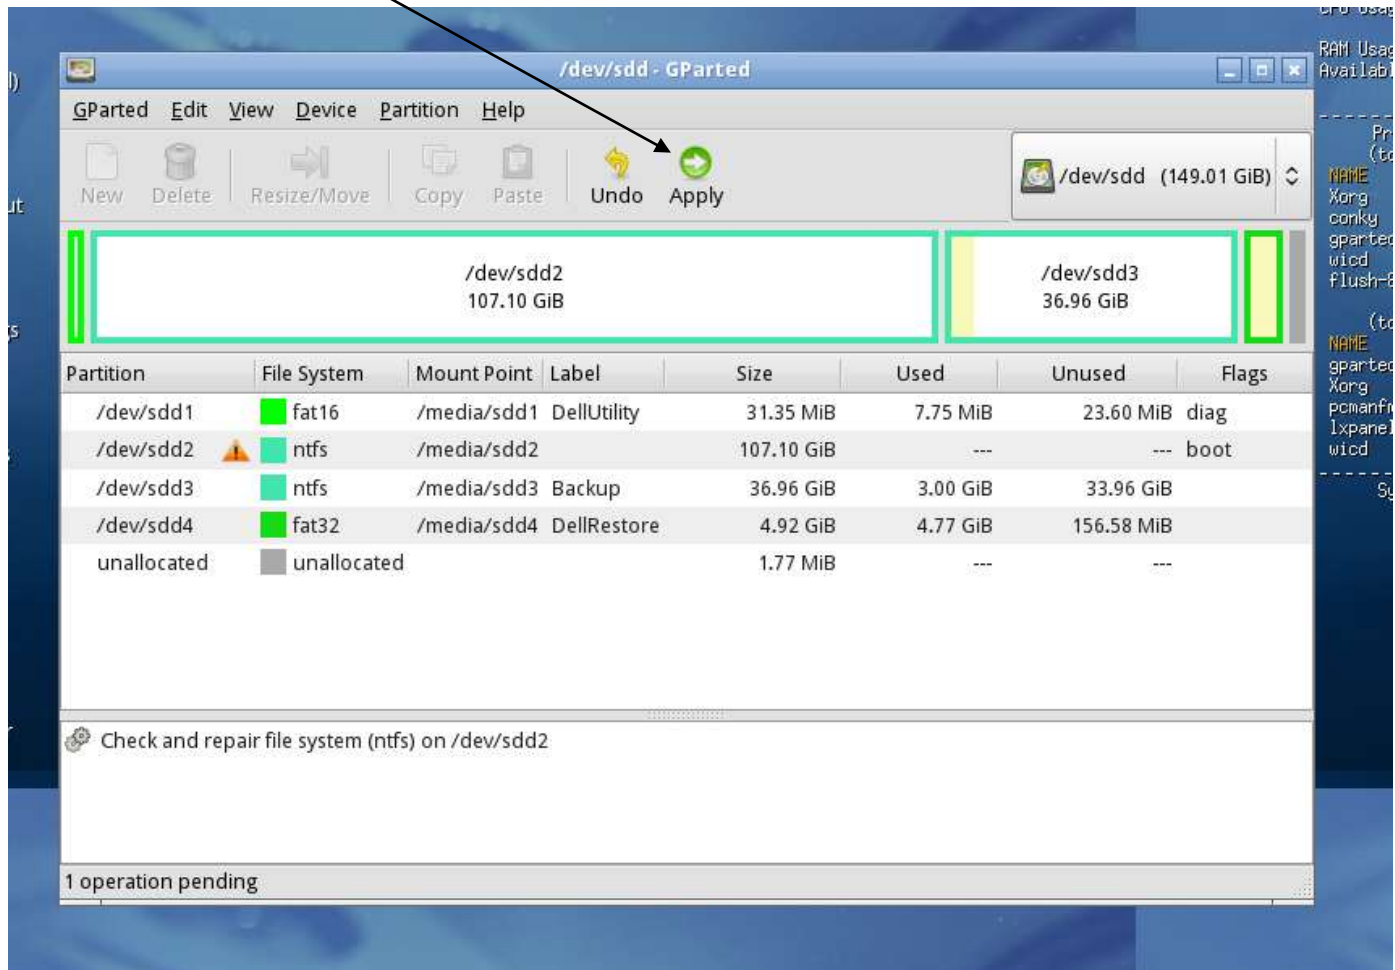 /dev/sdd - GParted
GParted Edit View Device Partition Help
New Delete Resize/Move Copy Paste Undo Apply
/dev/sdd (149.01 GiB)
/dev/sdd2
107.10 GiB
/dev/sdd3
36.96 GiB
Partition File System Mount Point Label Size Used Unused Flags
/dev/sdd1 fat16 /media/sdd1 DellUtility 31.35 MiB 7.75 MiB 23.60 MiB diag
/dev/sdd2 ntfs /media/sdd2 107.10 GiB --- --- boot
/dev/sdd3 ntfs /media/sdd3 Backup 36.96 GiB 3.00 GiB 33.96 GiB
/dev/sdd4 fat32 /media/sdd4 DellRestore 4.92 GiB 4.77 GiB 156.58 MiB
unallocated unallocated 1.77 MiB --- ---
Check and repair file system (ntfs) on /dev/sdd2
1 operation pending
RAM
NAME
Xorg
conky
wicd
NAME
Xorg
wicd